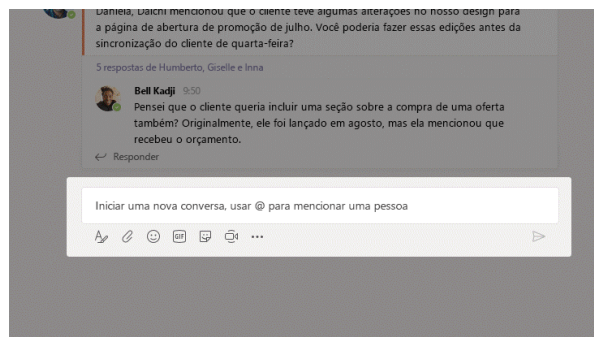 Daniela, Daichi mencionou que o cliente teve algumas alterações no nosso design para
a página de abertura de promoção de julho. Você poderia fazer essas edições antes da
sincronização do cliente de quarta-feira?
5 respostas de Humberto, Giselle e Inna
Bell Kadji 9:50
Pensei que o cliente queria incluir uma seção sobre a compra de uma oferta
também? Originalmente, ele foi lançado em agosto, mas ela mencionou que
recebeu o orçamento.
Responder
Iniciar uma nova conversa, usar @ para mencionar uma pessoa
GIF